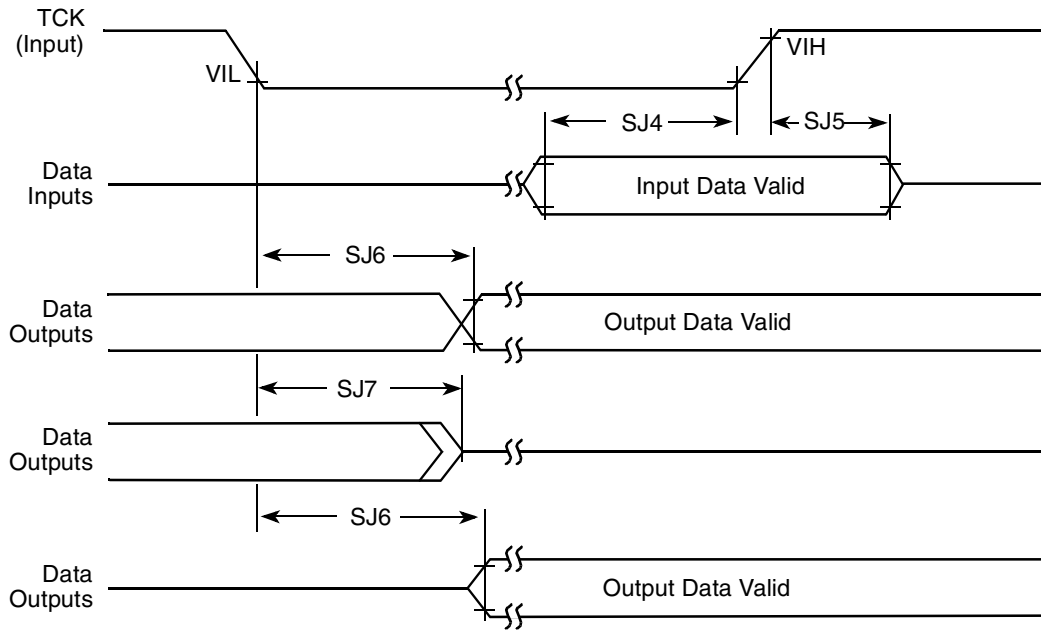 TCK
(Input)
VIL
VIH
SJ4
SJ5
Data
Inputs
Input Data Valid
SJ6
Data
Outputs
Output Data Valid
SJ7
Data
Outputs
SJ6
Data
Outputs
Output Data Valid